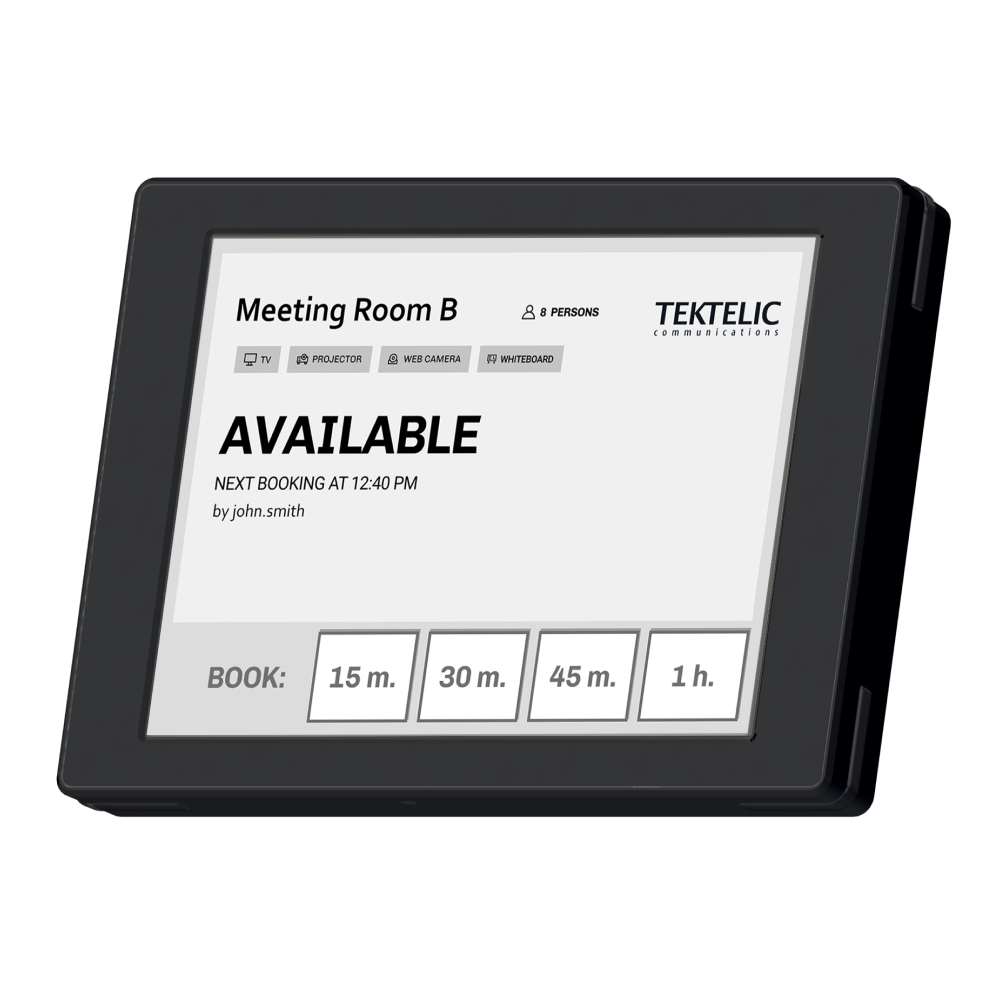 Meeting Room B
8 PERSONS
TEKTELIC
communications
TV
PROJECTOR
WEB CAMERA
WHITEBOARD
AVAILABLE
NEXT BOOKING AT 12:40 PM
by john.smith
BOOK:
15 m.
30 m.
45 m.
1 h.